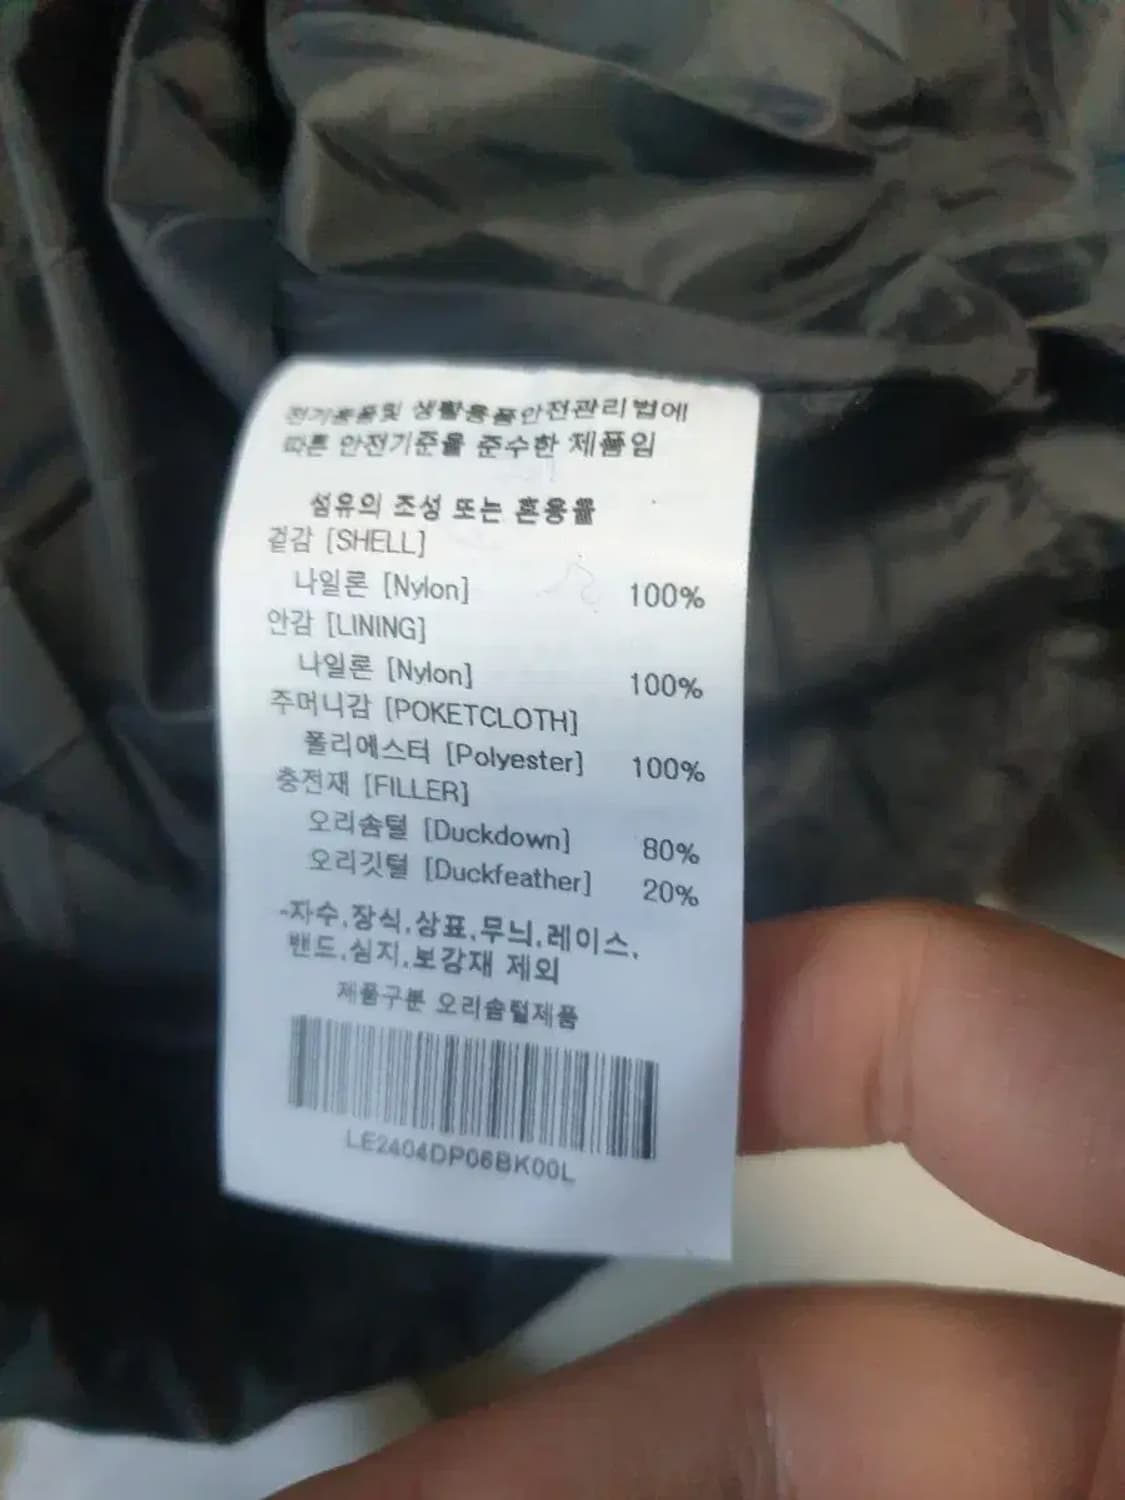 전기용품및 생활용품안전관리법에
따른 안전기준을 준수한 제품임
섬유의 조성 또는 혼용율
겉감 [SHELL]
나일론 [Nylon] 100%
안감 [LINING]
나일론 [Nylon] 100%
주머니감 [POKETCLOTH]
폴리에스터 [Polyester] 100%
충전재 [FILLER]
오리솜털 [Duckdown] 80%
오리깃털 [Duckfeather] 20%
-자수,장식,상표,무늬,레이스,
밴드,심지,보강재 제외
제품구분 오리솜털제품
LE2404DP06BK00L